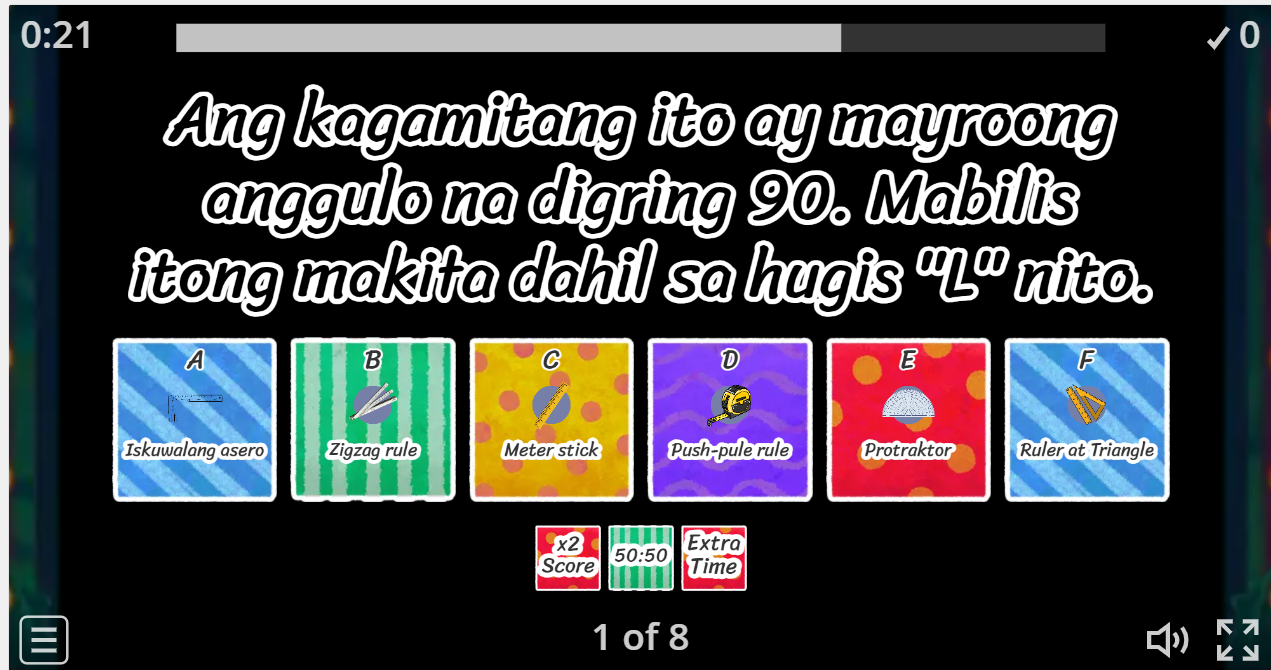 0:21
✓ 0
Ang kagamitang ito ay mayroong
anggulo na digring 90. Mabilis
itong makita dahil sa hugis "L" nito.
A
Iskuwalang asero
B
Zigzag rule
C
Meter stick
D
Push-pule rule
E
Protraktor
F
Ruler at Triangle
x2
Score
50:50
Extra
Time
1 of 8